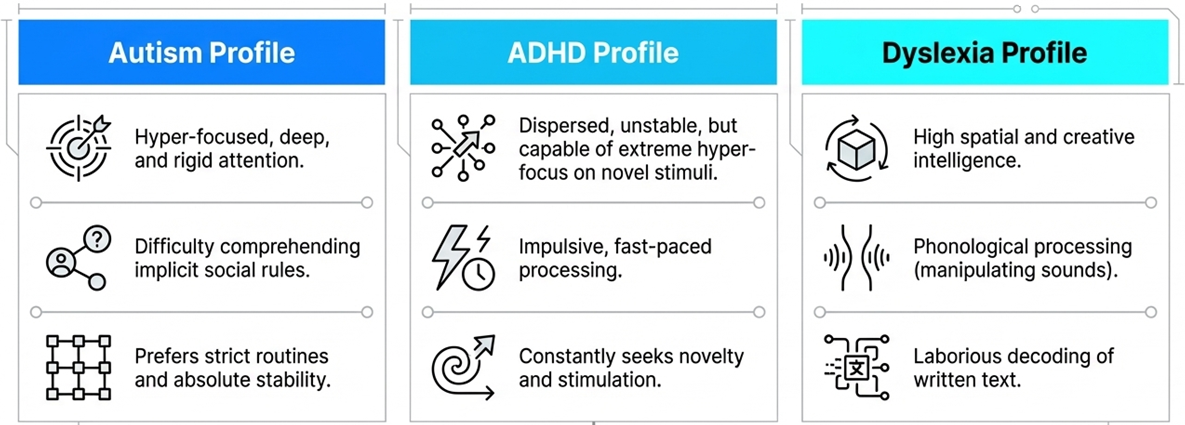 Autism Profile
Hyper-focused, deep,
and rigid attention.
?
Difficulty comprehending
implicit social rules.
Prefers strict routines
and absolute stability.
ADHD Profile
Dispersed, unstable, but
capable of extreme hyper-
focus on novel stimuli.
Impulsive, fast-paced
processing.
Constantly seeks novelty
and stimulation.
Dyslexia Profile
High spatial and creative
intelligence.
Phonological processing
(manipulating sounds).
文
Laborious decoding of
written text.